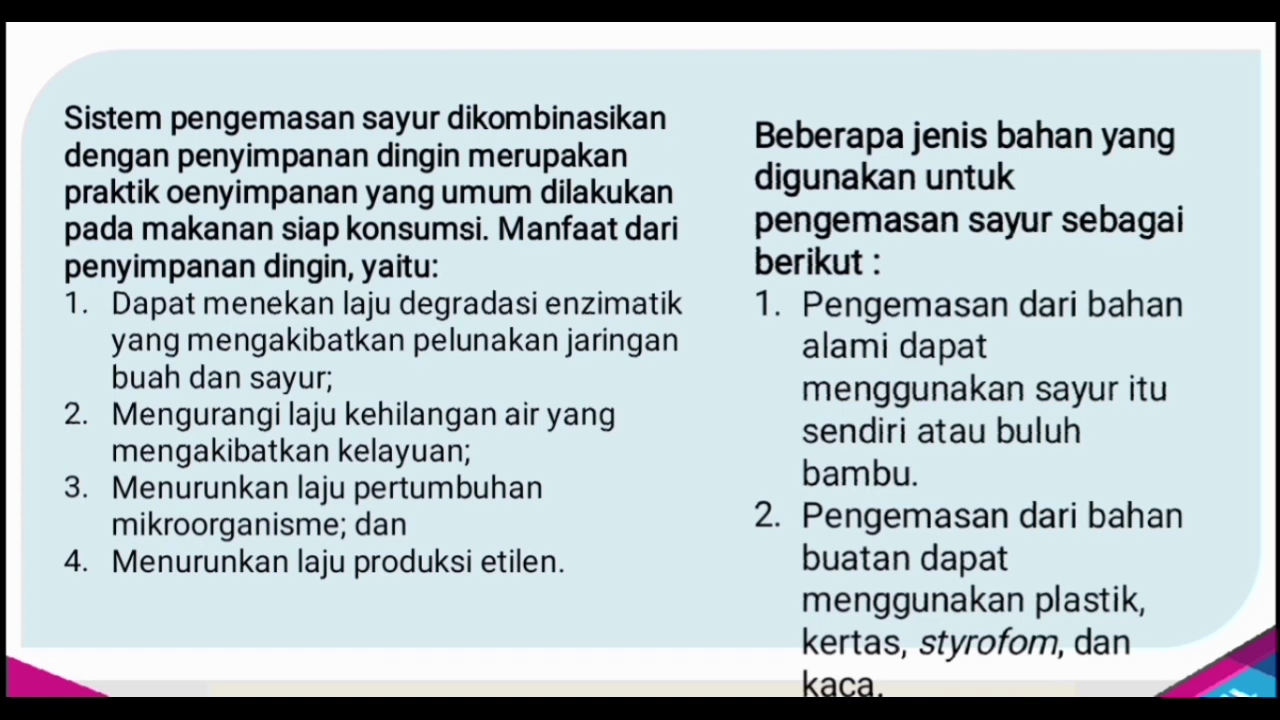 Sistem pengemasan sayur dikombinasikan
dengan penyimpanan dingin merupakan
praktik oenyimpanan yang umum dilakukan
pada makanan siap konsumsi. Manfaat dari
penyimpanan dingin, yaitu:
1. Dapat menekan laju degradasi enzimatik
yang mengakibatkan pelunakan jaringan
buah dan sayur;
2. Mengurangi laju kehilangan air yang
mengakibatkan kelayuan;
3. Menurunkan laju pertumbuhan
mikroorganisme; dan
4. Menurunkan laju produksi etilen.
Beberapa jenis bahan yang
digunakan untuk
pengemasan sayur sebagai
berikut :
1. Pengemasan dari bahan
alami dapat
menggunakan sayur itu
sendiri atau buluh
bambu.
2. Pengemasan dari bahan
buatan dapat
menggunakan plastik,
kertas, styrofom, dan
kaca.